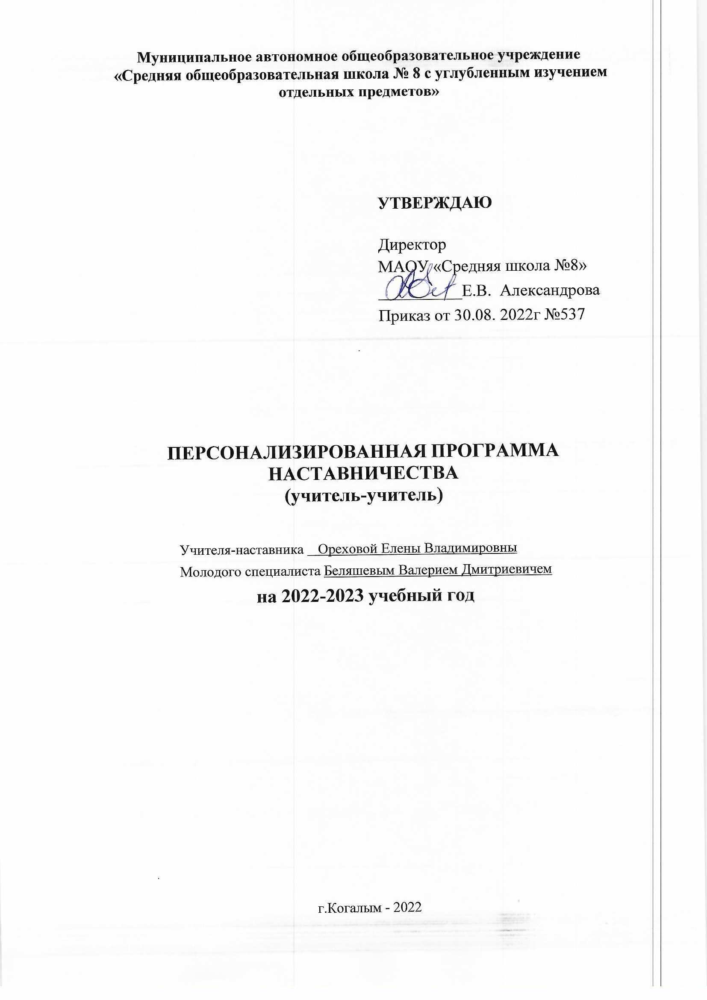 Муниципальное автономное общеобразовательное учреждение
«Средняя общеобразовательная школа № 8 с углубленным изучением
отдельных предметов»
УТВЕРЖДАЮ
Директор
МАОУ «Средняя школа №8»
Е.В. Александрова
Приказ от 30.08. 2022г №537
ПЕРСОНАЛИЗИРОВАННАЯ ПРОГРАММА
НАСТАВНИЧЕСТВА
(учитель-учитель)
Учителя-наставника Ореховой Елены Владимировны
Молодого специалиста Беляшевым Валерием Дмитриевичем
на 2022-2023 учебный год
г.Когалым - 2022